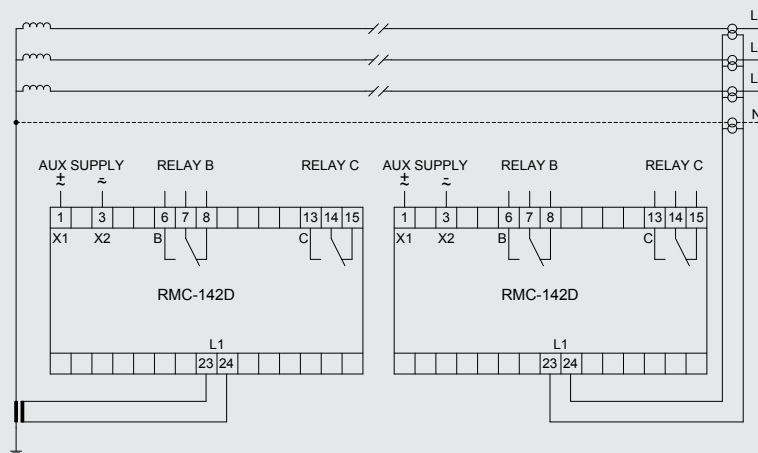 L
L
L
N
AUX SUPPLY RELAY B RELAY C AUX SUPPLY RELAY B RELAY C
1 3 6 7 8 13 14 15 1 3 6 7 8 13 14 15
X1 X2 B C X1 X2 B C
RMC-142D RMC-142D
L1 L1
23 24 23 24